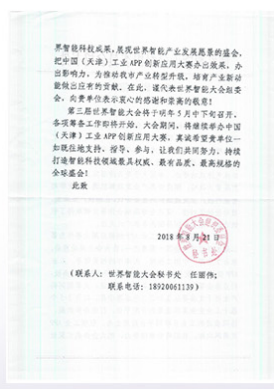 界智能科技成果,展现世界智能产业发展愿景的盛会,
把中国(天津)工业APP创新应用大赛办出效果,办
出影响力,为推动我市产业转型升级,培育产业新动
能做出应有的贡献。在此,谨代表世界智能大会组委
会,向贵单位表示衷心的感谢和崇高的敬意!
第三届世界智能大会将于明年5月中下旬召开。
各项筹备工作即将开始,大会期间,将继续举办中国
(天津)工业APP创新应用大赛,真诚希望贵单位一
如既往地支持、指导、参与,让我们共同努力,持续
打造智能科技领域最具权威、最有品质、最高规格的
全球盛会!
此致
2018年8月21日
(联系人:世界智能大会秘书处 任丽伟;
联系电话:18920061139)